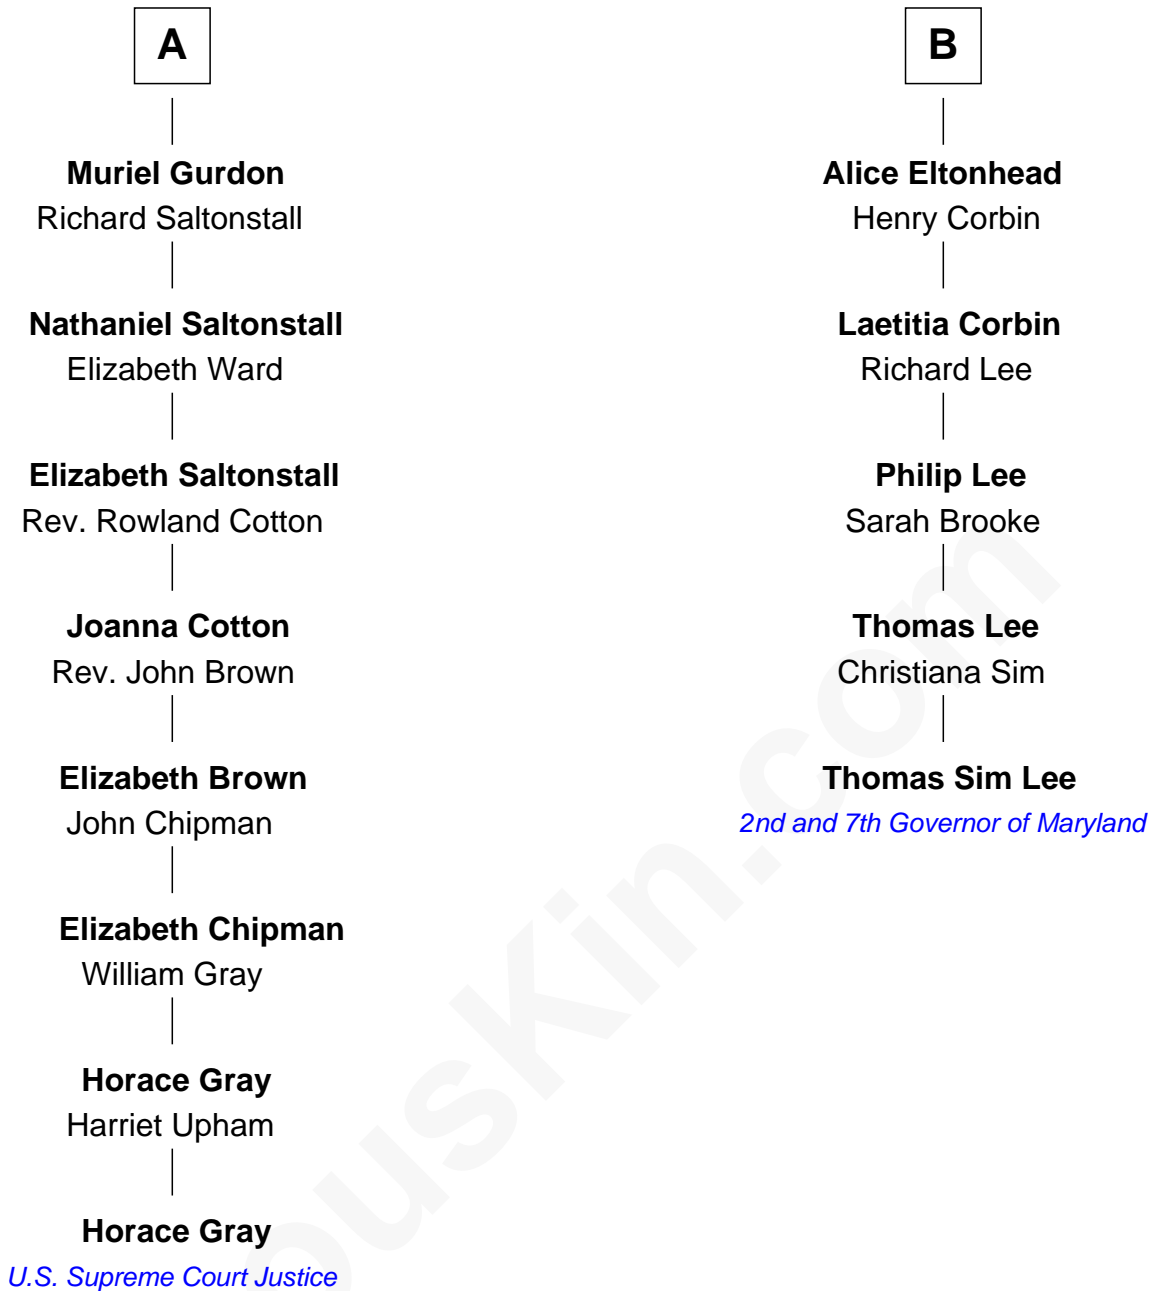 A
Muriel Gurdon
Richard Saltonstall
Nathaniel Saltonstall
Elizabeth Ward
Elizabeth Saltonstall
Rev. Rowland Cotton
Joanna Cotton
Rev. John Brown
Elizabeth Brown
John Chipman
Elizabeth Chipman
William Gray
Horace Gray
Harriet Upham
Horace Gray
U.S. Supreme Court Justice
B
Alice Eltonhead
Henry Corbin
Laetitia Corbin
Richard Lee
Philip Lee
Sarah Brooke
Thomas Lee
Christiana Sim
Thomas Sim Lee
2nd and 7th Governor of Maryland
ousKin.com